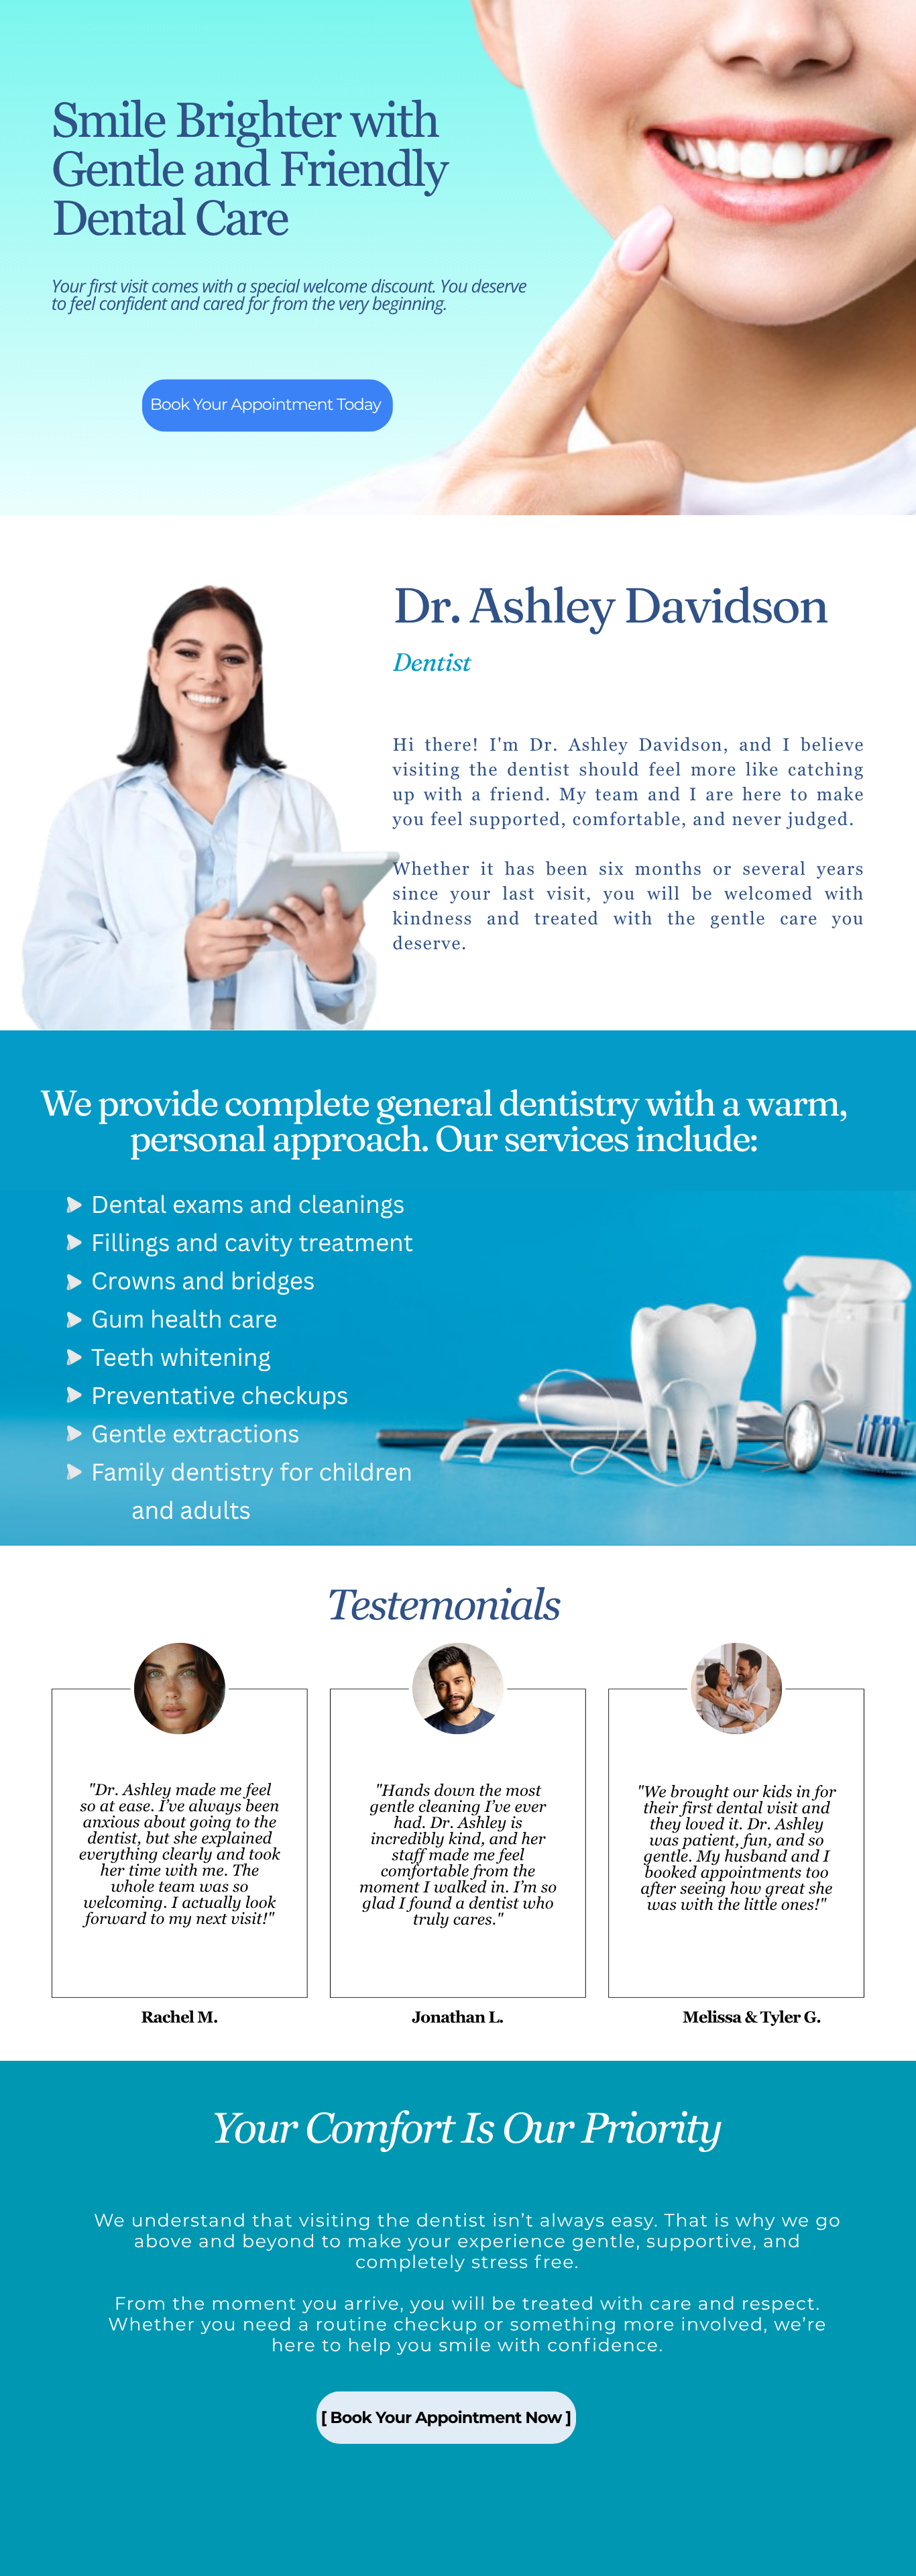 Smile Brighter with
Gentle and Friendly
Dental Care
Your first visit comes with a special welcome discount. You deserve
to feel confident and cared for from the very beginning.
Book Your Appointment Today
Dr. Ashley Davidson
Dentist
Hi there! I'm Dr. Ashley Davidson, and I believe
visiting the dentist should feel more like catching
up with a friend. My team and I are here to make
you feel supported, comfortable, and never judged.
Whether it has been six months or several years
since your last visit, you will be welcomed with
kindness and treated with the gentle care you
deserve.
We provide complete general dentistry with a warm,
personal approach. Our services include:
Dental exams and cleanings
Fillings and cavity treatment
Crowns and bridges
Gum health care
Teeth whitening
Preventative checkups
Gentle extractions
Family dentistry for children
and adults
Testemonials
"Dr. Ashley made me feel
so at ease. I've always been
anxious about going to the
dentist, but she explained
everything clearly and took
her time with me. The
whole team was so
welcoming. I actually look
forward to my next visit!"
Rachel M.
"Hands down the most
gentle cleaning I've ever
had. Dr. Ashley is
incredibly kind, and her
staff made me feel
comfortable from the
moment I walked in. I'm so
glad I found a dentist who
truly cares."
Jonathan L.
"We brought our kids in for
their first dental visit and
they loved it. Dr. Ashley
was patient, fun, and so
gentle. My husband and I
booked appointments too
after seeing how great she
was with the little ones!"
Melissa & Tyler G.
Your Comfort Is Our Priority
We understand that visiting the dentist isn't always easy. That is why we go
above and beyond to make your experience gentle, supportive, and
completely stress free.
From the moment you arrive, you will be treated with care and respect.
Whether you need a routine checkup or something more involved, we're
here to help you smile with confidence.
[ Book Your Appointment Now ]